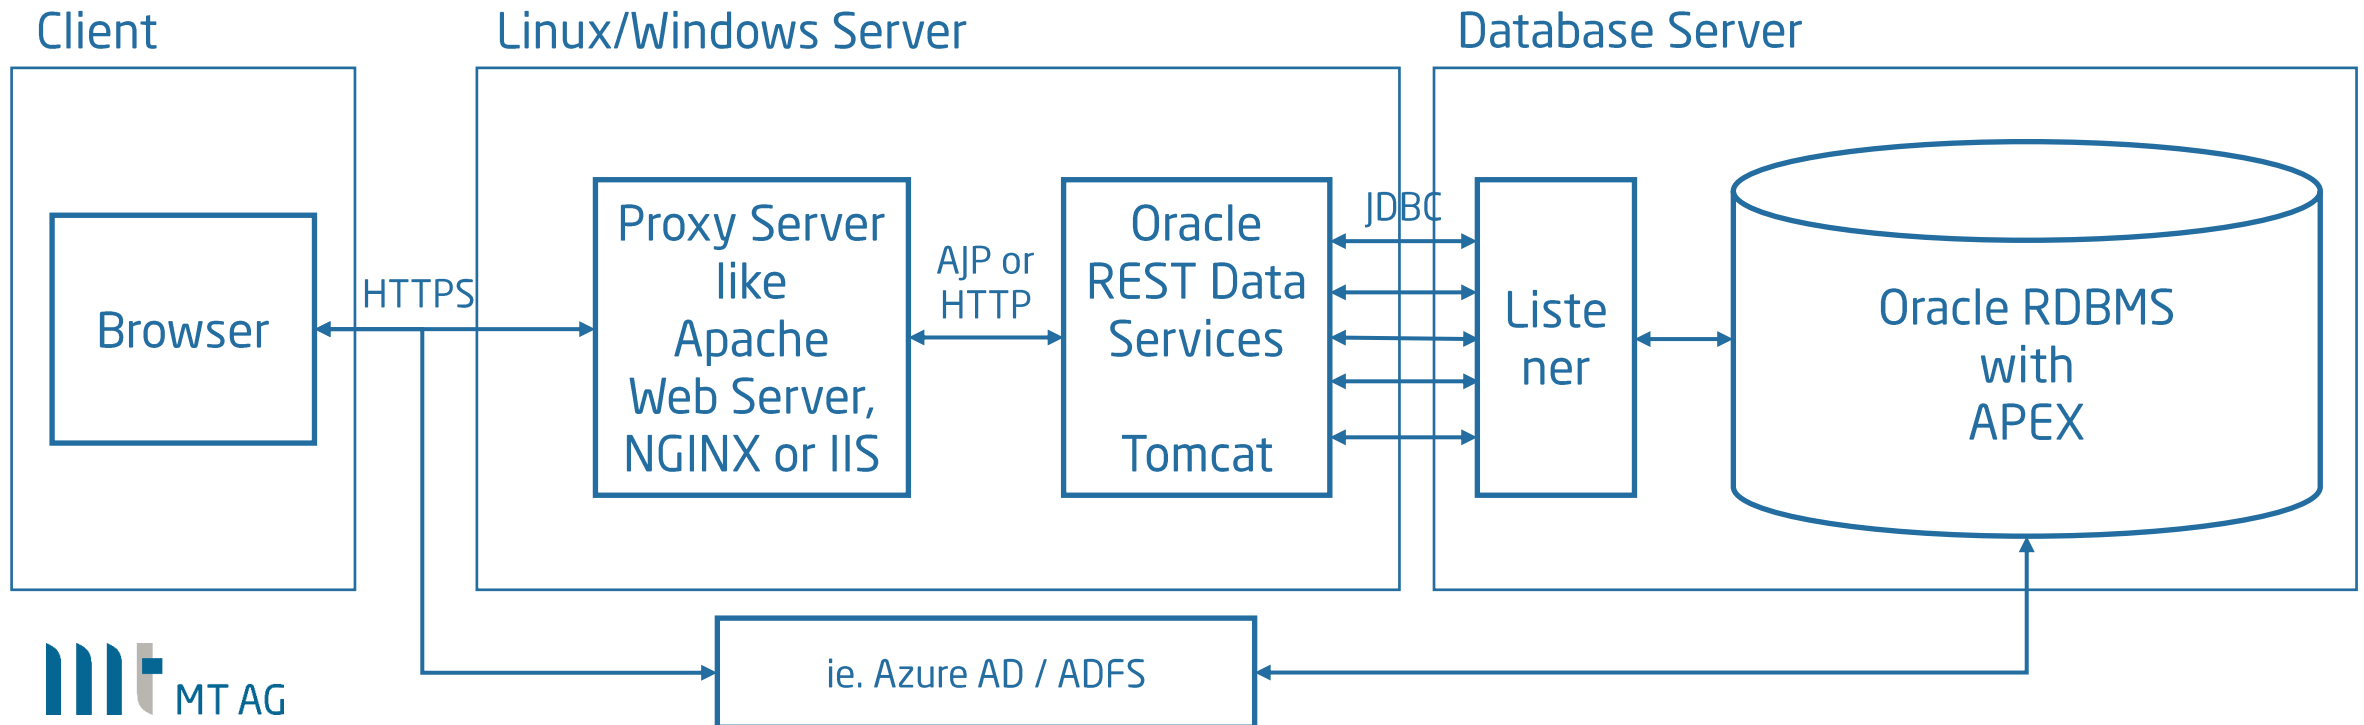 Client
Linux/Windows Server
Database Server
Browser
HTTPS
Proxy Server
like
Apache
Web Server,
NGINX or IIS
AJP or
HTTP
Oracle
REST Data
Services
Tomcat
JDBC
Liste
ner
Oracle RDBMS
with
APEX
ie. Azure AD / ADFS
mt MT AG